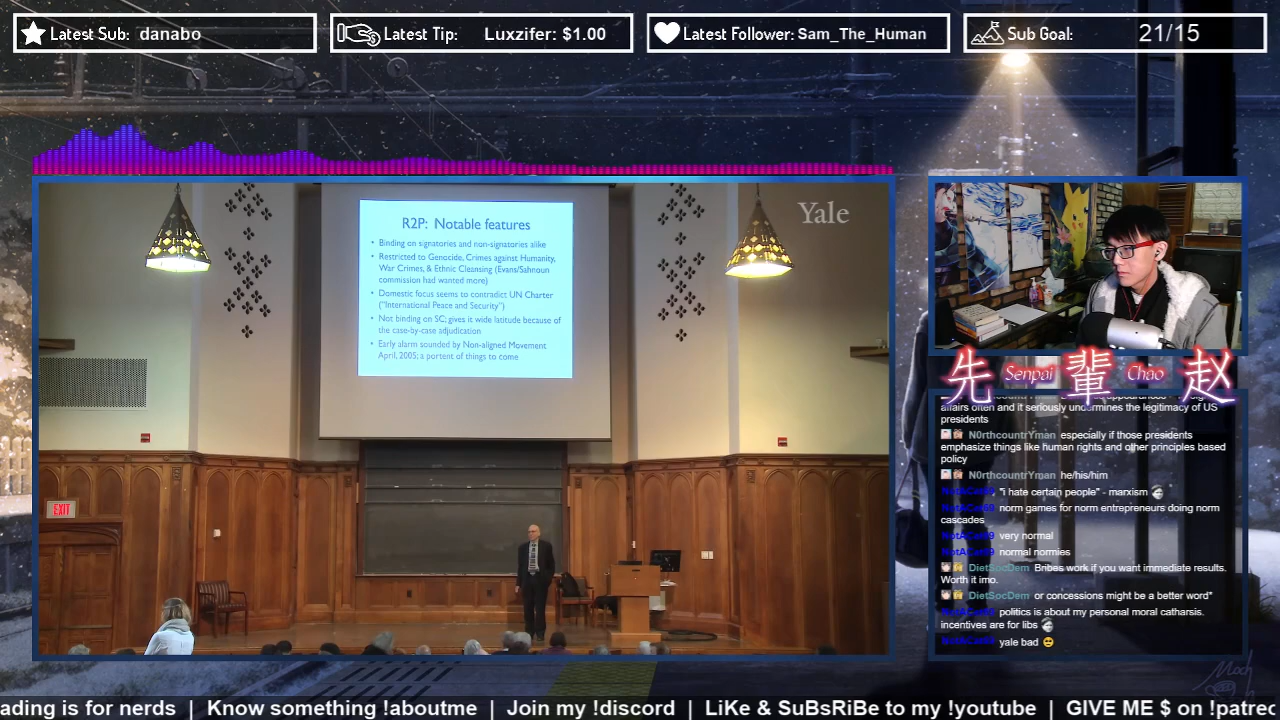 Latest Sub: danabo
Latest Tip: Luxzifer: $1.00
Latest Follower: Sam_The_Human
Sub Goal: 21/15
Yale
R2P: Notable features
• Binding on signatories and non-signatories alike
• Restricted to Genocide, Crimes against Humanity,
War Crimes, & Ethnic Cleansing (Evans/Sahnoun
commission had wanted more)
• Domestic focus seems to contradict UN Charter
("International Peace and Security")
• Not binding on SC; gives it wide latitude because of
the case-by-case adjudication
• Early alarm sounded by Non-aligned Movement
April, 2005; a portent of things to come
EXIT
先 Senpai 輩 Chao 赵
affairs often and it seriously undermines the legitimacy of US
presidents
N0rthcountrYman especially if those presidents
emphasize things like human rights and other principles based
policy
N0rthcountrYman he/his/him
NotACat69 "i hate certain people" - marxism
NotACat69 norm games for norm entrepreneurs doing norm
cascades
NotACat69 very normal
NotACat69 normal normies
DietSocDem Bribes work if you want immediate results.
Worth it imo.
DietSocDem or concessions might be a better word*
NotACat69 politics is about my personal moral catharsis.
incentives are for libs
NotACat69 yale bad
ading is for nerds | Know something !aboutme | Join my !discord | LiKe & SuBsRiBe to my !youtube | GIVE ME $ on !patreo